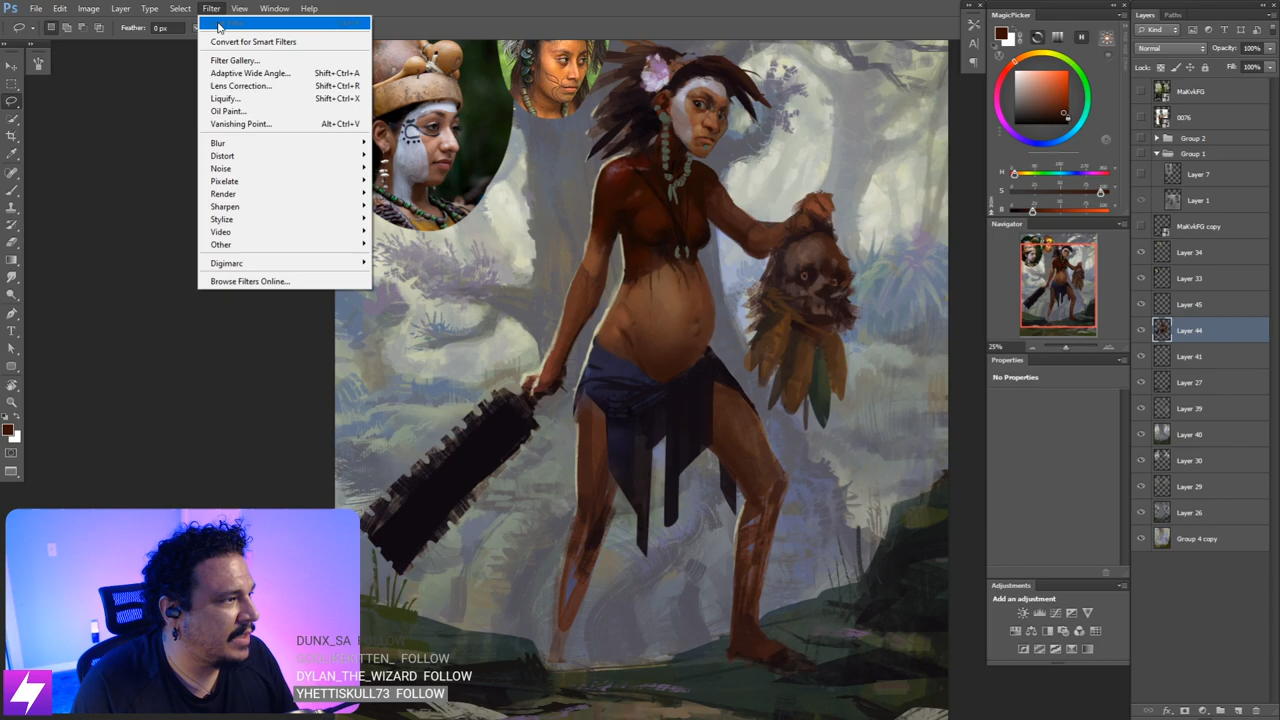 Ps File Edit Image Layer Type Select Filter View Window Help
Feather: 0 px
Convert for Smart Filters
Filter Gallery...
Adaptive Wide Angle... Shift+Ctrl+A
Lens Correction... Shift+Ctrl+R
Liquify... Shift+Ctrl+X
Oil Paint...
Vanishing Point... Alt+Ctrl+V
Blur
Distort
Noise
Pixelate
Render
Sharpen
Stylize
Video
Other
Digimarc
Browse Filters Online...
DUNX_SA FOLLOW
FOLLOW
DYLAN_THE_WIZARD FOLLOW
YHETTISKULL73 FOLLOW
MagicPicker
H
H
S
B
Navigator
25%
Properties
No Properties
Adjustments
Add an adjustment
Layers Paths
Kind
Normal Opacity: 100%
Lock: Fill: 100%
MaKvkFG
0076
Group 2
Group 1
Layer 7
Layer 1
MaKvkFG copy
Layer 34
Layer 33
Layer 45
Layer 44
Layer 41
Layer 27
Layer 39
Layer 40
Layer 30
Layer 29
Layer 26
Group 4 copy
fx